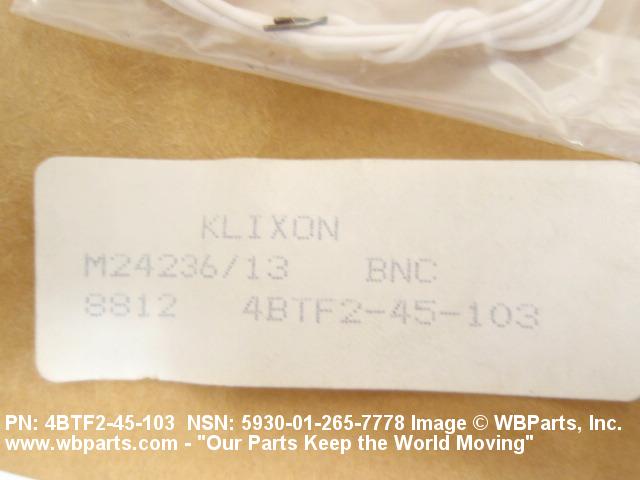 KLIXON
M24236/13 BNC
8812 4BTF2-45-103
PN: 4BTF2-45-103 NSN: 5930-01-265-7778 Image © WBParts, Inc.
www.wbparts.com - "Our Parts Keep the World Moving"